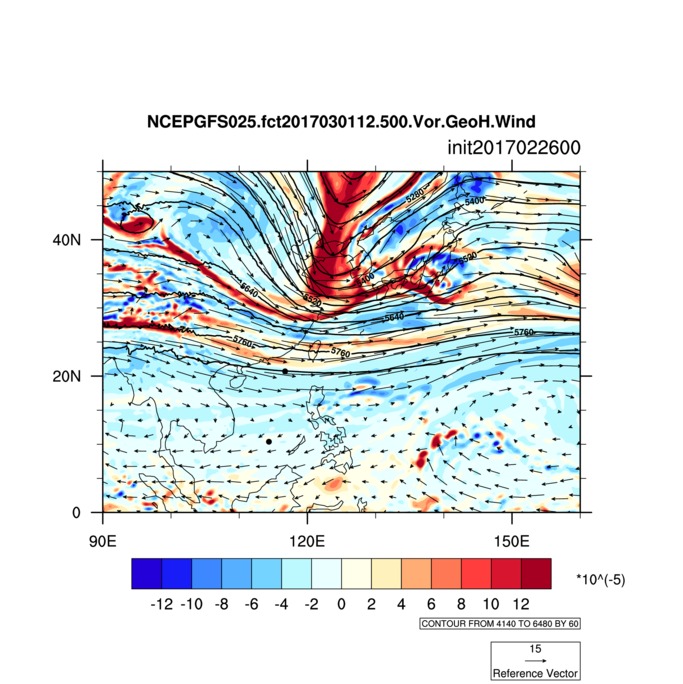 NCEPGFS025.fct2017030112.500.Vor.GeoH.Wind
init2017022600
5280
5400
5520
5400
5640
5520
40N
5640
5760
5760
5760
20N
0
90E 120E 150E
-12 -10 -8 -6 -4 -2 0 2 4 6 8 10 12
*10^(-5)
CONTOUR FROM 4140 TO 6480 BY 60
15
Reference Vector